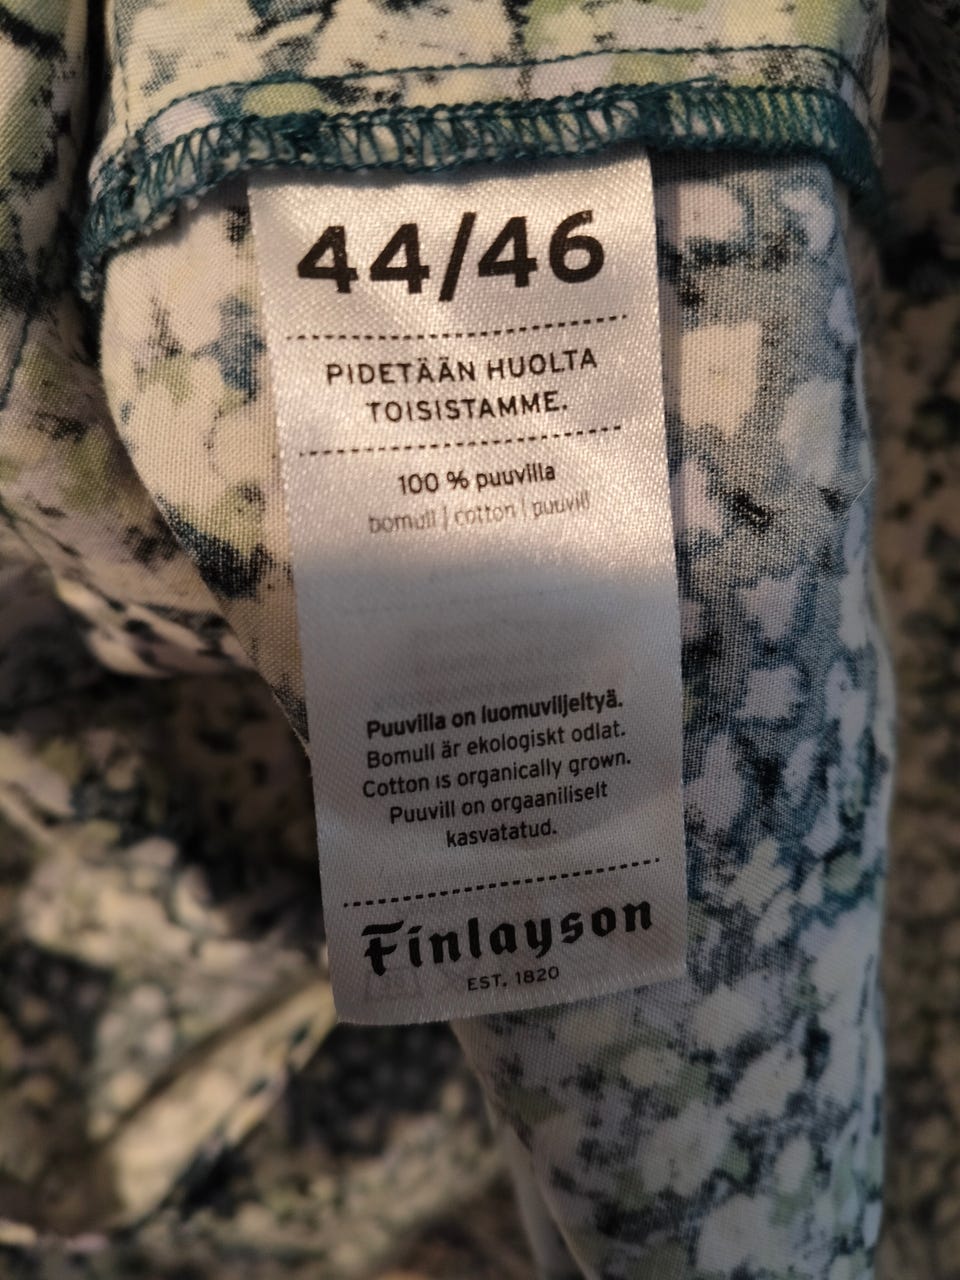 44/46
PIDETÄÄN HUOLTA
TOISISTAMME.
100 % puuvilla
bomull | cotton | puuvill
Puuvilla on luomuviljeltyä.
Bomull är ekologiskt odlat.
Cotton is organically grown.
Puuvill on orgaaniliselt
kasvatatud.
Finlayson
EST. 1820